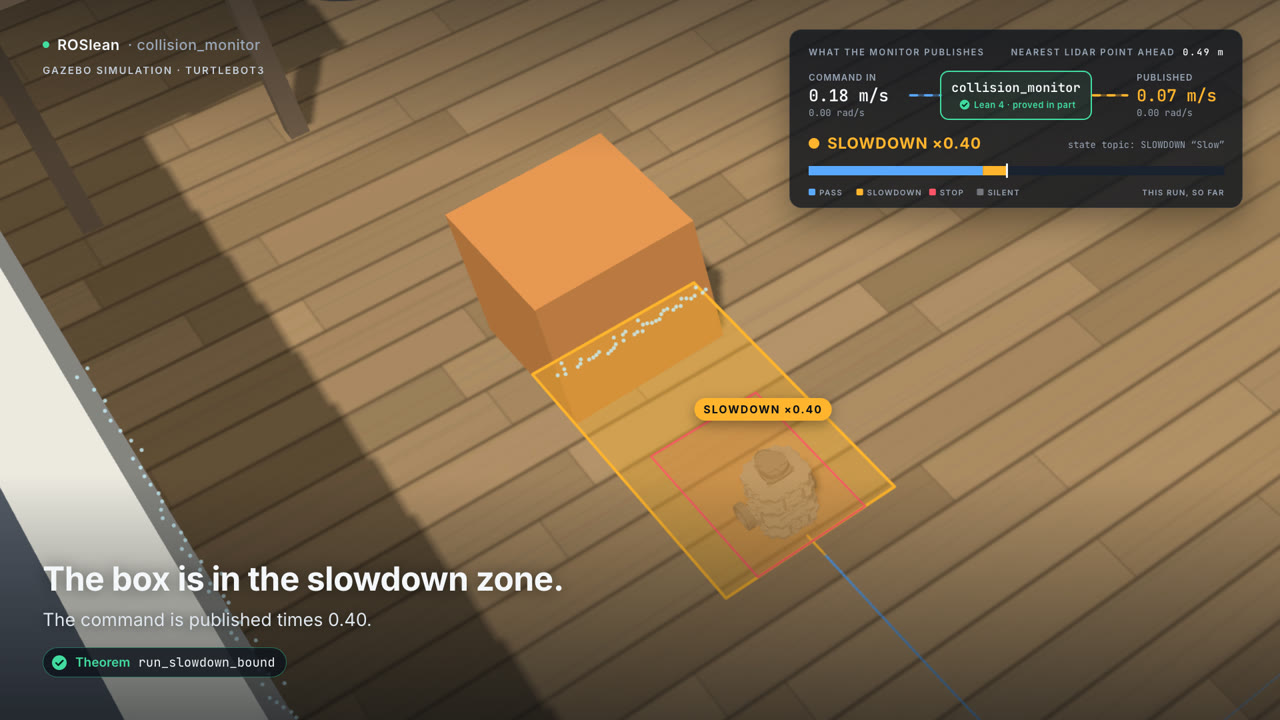 ROSlean · collision_monitor
GAZEBO SIMULATION · TURTLEBOT3
WHAT THE MONITOR PUBLISHES
NEAREST LIDAR POINT AHEAD 0.49 m
COMMAND IN
0.18 m/s
0.00 rad/s
collision_monitor
Lean 4 · proved in part
PUBLISHED
0.07 m/s
0.00 rad/s
SLOWDOWN ×0.40
state topic: SLOWDOWN “Slow”
PASS SLOWDOWN STOP SILENT
THIS RUN, SO FAR
SLOWDOWN ×0.40
The box is in the slowdown zone.
The command is published times 0.40.
Theorem run_slowdown_bound